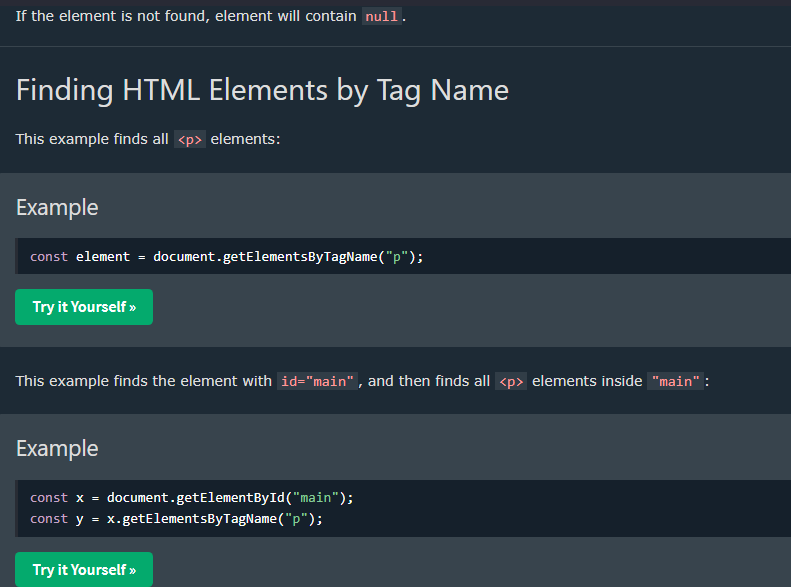 If the element is not found, element will contain null.
Finding HTML Elements by Tag Name
This example finds all <p> elements:
Example
const element = document.getElementsByTagName("p");
Try it Yourself »
This example finds the element with id="main", and then finds all <p> elements inside "main":
Example
const x = document.getElementById("main");
const y = x.getElementsByTagName("p");
Try it Yourself »